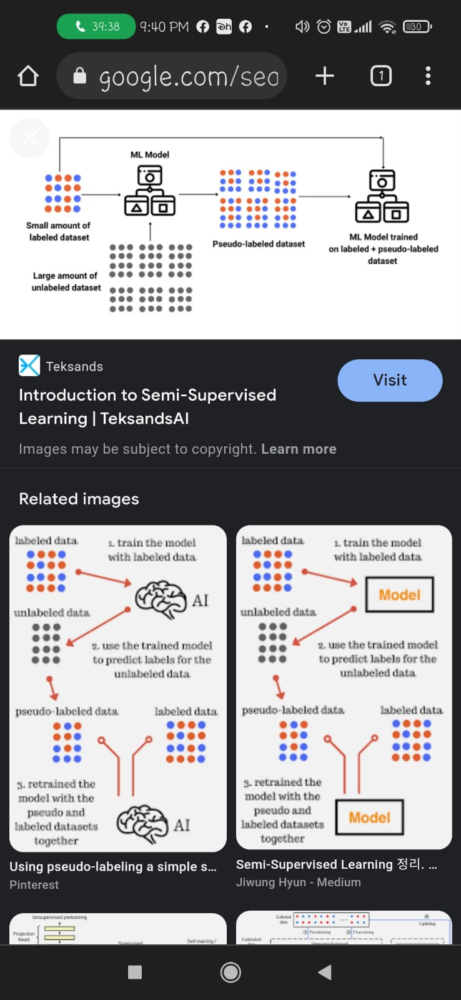 39:38 9:40 PM Vo LTE 30
google.com/sea
1
ML Model
Small amount of
labeled dataset
Pseudo-labeled dataset
ML Model trained
on labeled + pseudo-labeled
dataset
Large amount of
unlabeled dataset
Teksands
Visit
Introduction to Semi-Supervised
Learning | TeksandsAI
Images may be subject to copyright. Learn more
Related images
labeled data
1. train the model
with labeled data
AI
unlabeled data
2. use the trained model
to predict labels for the
unlabeled data
pseudo-labeled data
labeled data
3. retrained the
model with the
pseudo and
labeled datasets
together
AI
Using pseudo-labeling a simple s...
Pinterest
labeled data
1. train the model
with labeled data
Model
unlabeled data
2. use the trained model
to predict labels for the
unlabeled data
pseudo-labeled data
labeled data
3. retrained the
model with the
pseudo and
labeled datasets
together
Model
Semi-Supervised Learning 정리. ...
Jiwung Hyun - Medium
Unsupervised pretraining
Projection
head
Supervised
Self-training /
Labeled
data
Updating
Pre-training
Fine-tuning
Unlabeled